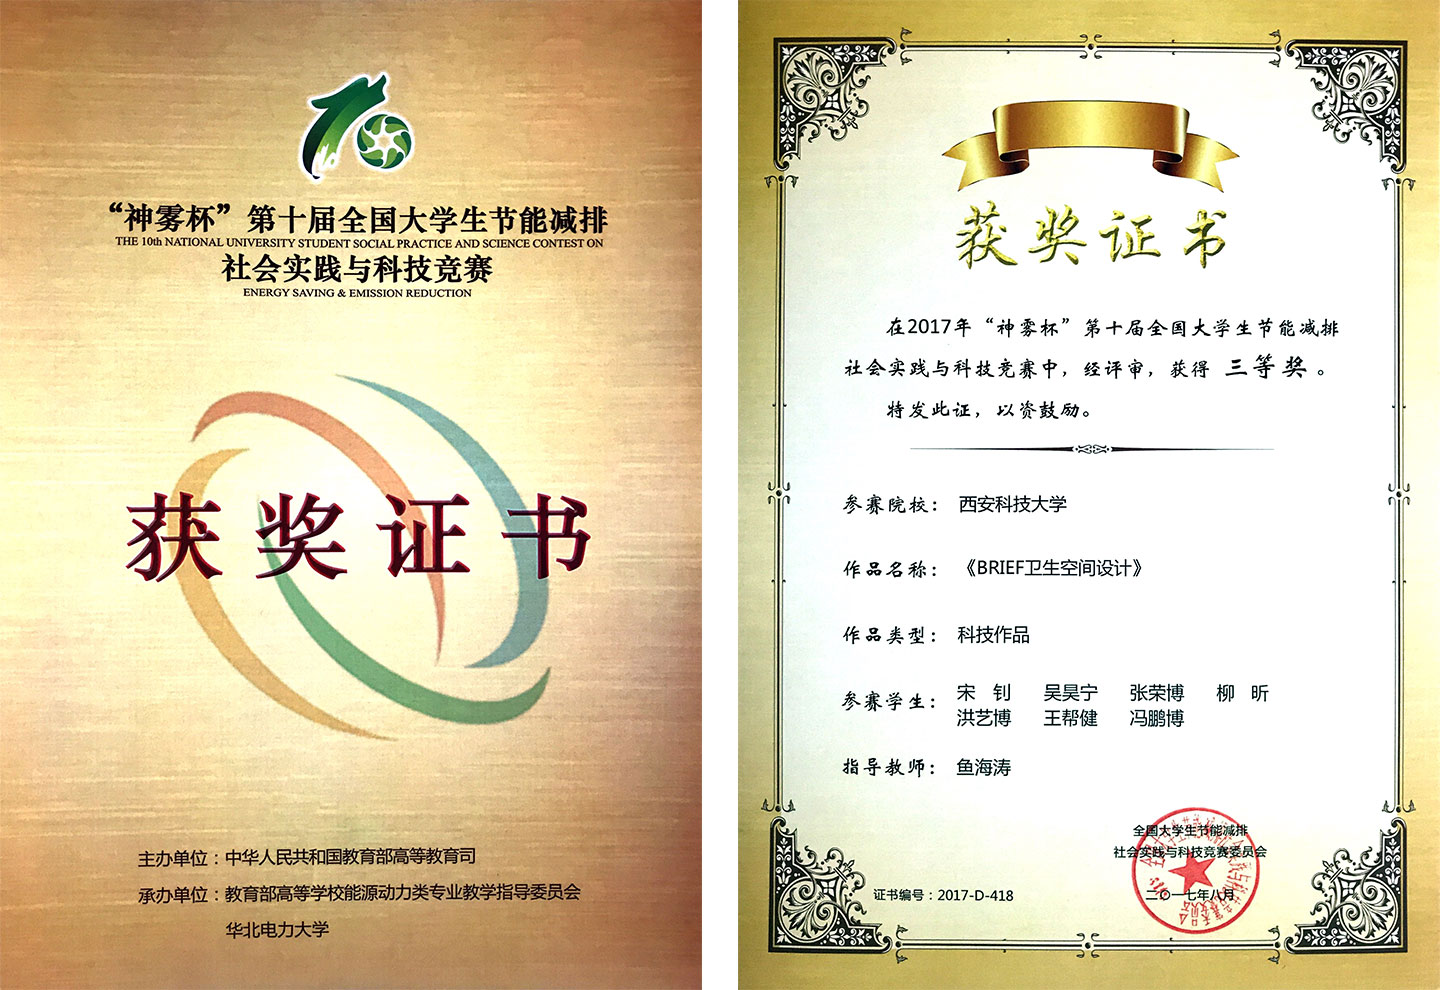 10
“神雾杯”第十届全国大学生节能减排
THE 10th NATIONAL UNIVERSITY STUDENT SOCIAL PRACTICE AND SCIENCE CONTEST ON
社会实践与科技竞赛
ENERGY SAVING & EMISSION REDUCTION
获奖证书
主办单位：中华人民共和国教育部高等教育司
承办单位：教育部高等学校能源动力类专业教学指导委员会
华北电力大学
获奖证书
在2017年“神雾杯”第十届全国大学生节能减排
社会实践与科技竞赛中，经评审，获得 三等奖 。
特发此证，以资鼓励。
参赛院校： 西安科技大学
作品名称： 《BRIEF卫生空间设计》
作品类型： 科技作品
参赛学生： 宋 钊 吴昊宁 张荣博 柳 昕
洪艺博 王帮健 冯鹏博
指导教师： 鱼海涛
全国大学生节能减排
社会实践与科技竞赛委员会
证书编号：2017-D-418
二〇一七年八月